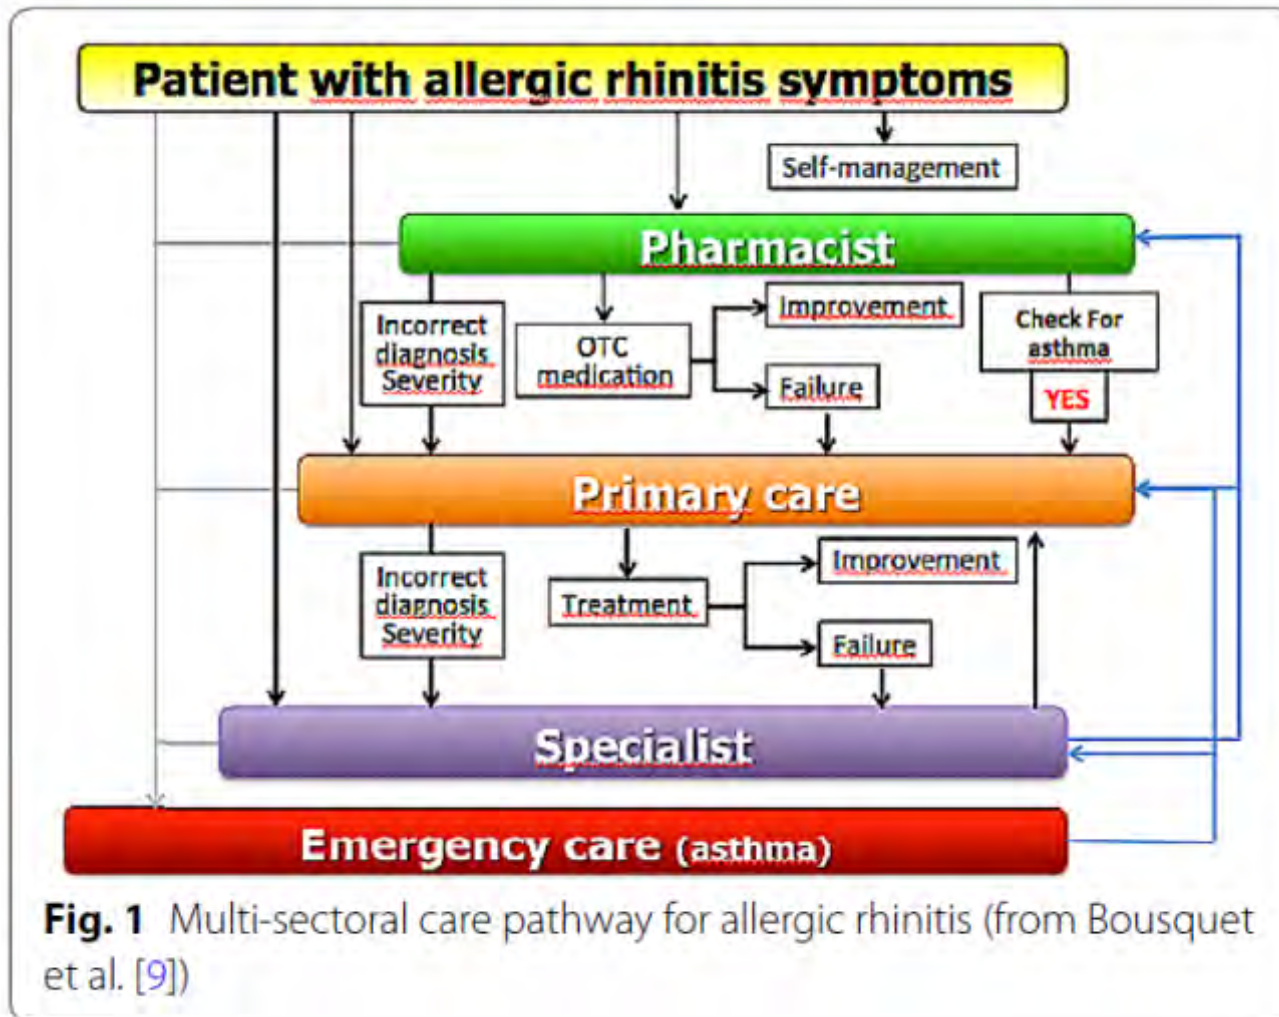 Patient with allergic rhinitis symptoms
Self-management
Pharmacist
Incorrect
diagnosis
Severity
OTC
medication
Improvement
Failure
Check For
asthma
YES
Primary care
Incorrect
diagnosis
Severity
Treatment
Improvement
Failure
Specialist
Emergency care (asthma)
Fig. 1 Multi-sectoral care pathway for allergic rhinitis (from Bousquet
et al. [9])